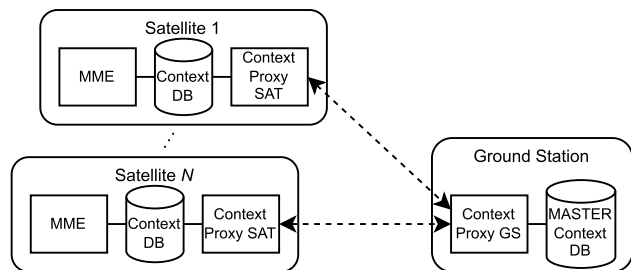 Satellite 1
MME
Context
DB
Context
Proxy
SAT
Satellite N
MME
Context
DB
Context
Proxy SAT
Ground Station
Context
Proxy GS
MASTER
Context
DB